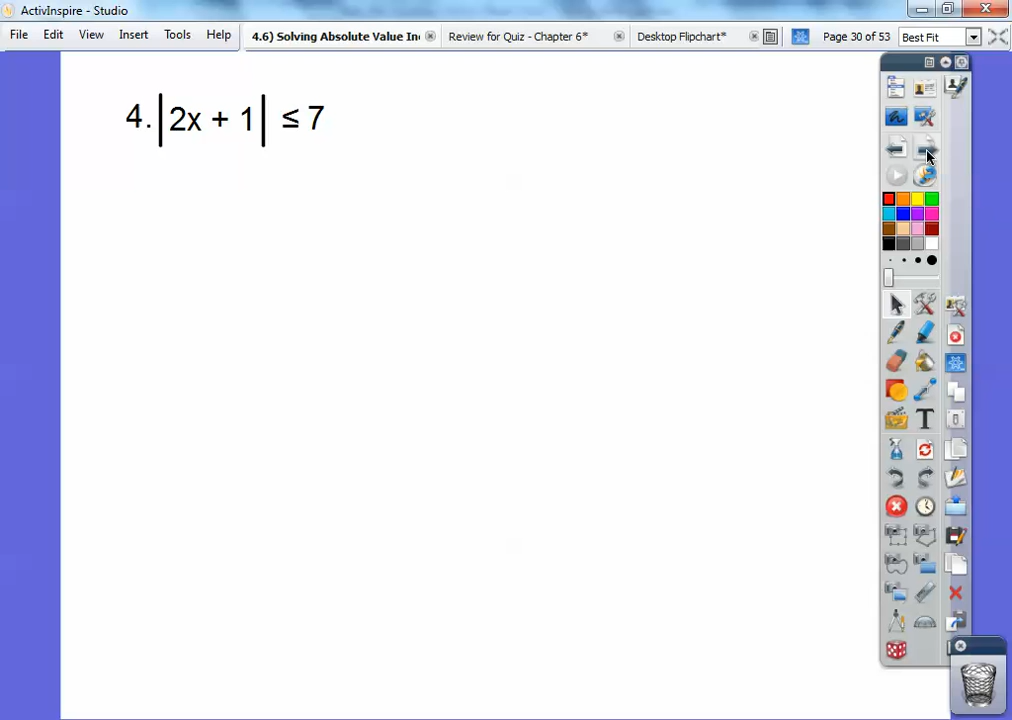 ActivInspire - Studio
File Edit View Insert Tools Help 4.6) Solving Absolute Value In Review for Quiz - Chapter 6* Desktop Flipchart* Page 30 of 53 Best Fit
4. |2x + 1| ≤ 7
T